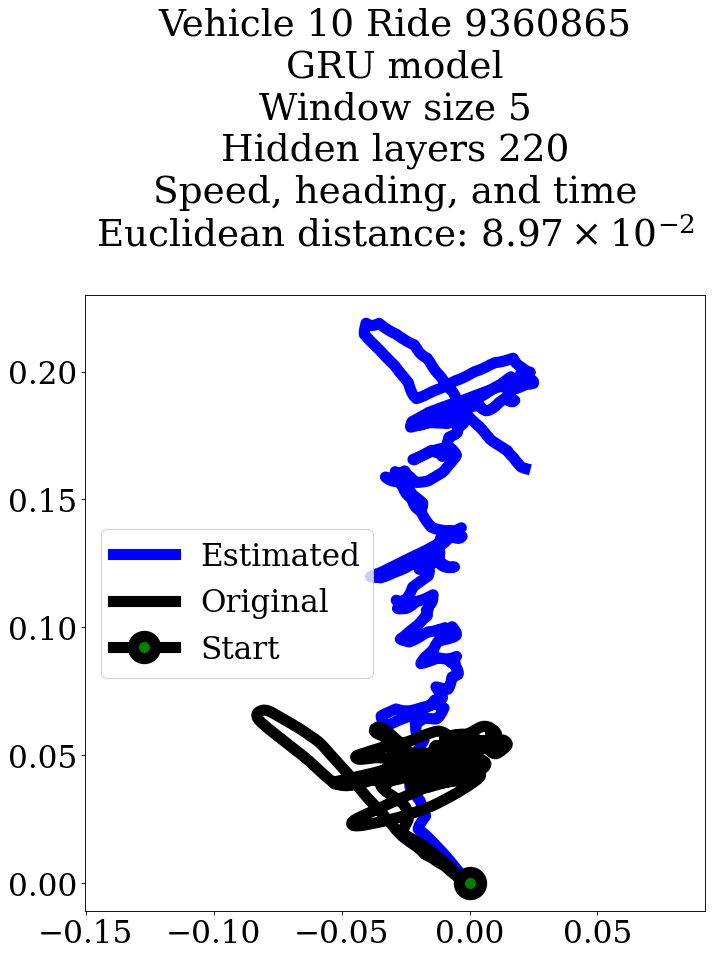 Vehicle 10 Ride 9360865
GRU model
Window size 5
Hidden layers 220
Speed, heading, and time
Euclidean distance: 8.97 × 10⁻²
0.20
0.15
0.10
0.05
0.00
Estimated
Original
Start
−0.15 −0.10 −0.05 0.00 0.05